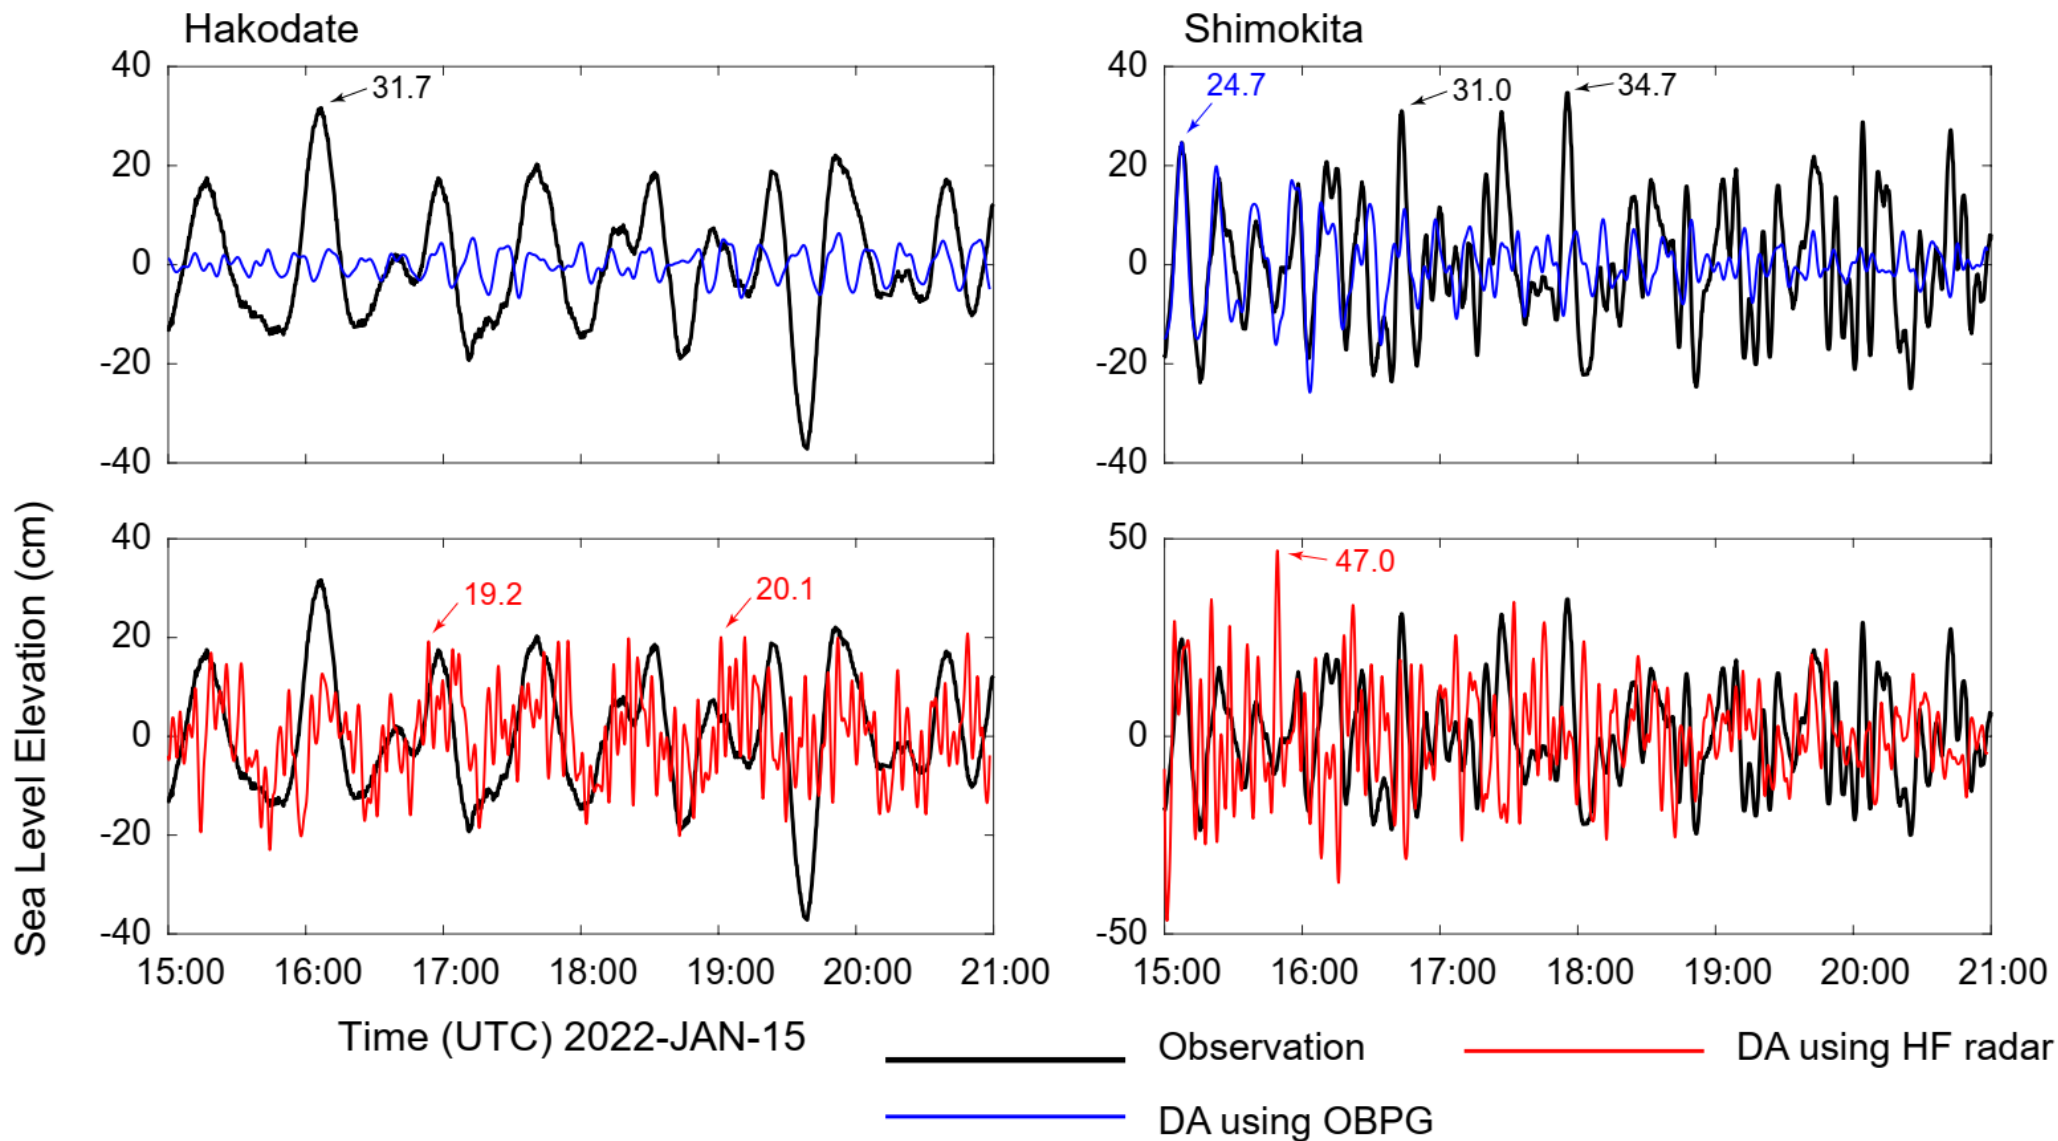 Hakodate
40
20
0
-20
-40
31.7
Shimokita
40
20
0
-20
-40
24.7
31.0
34.7
Sea Level Elevation (cm)
40
20
0
-20
-40
19.2
20.1
15:00 16:00 17:00 18:00 19:00 20:00 21:00
50
0
-50
47.0
15:00 16:00 17:00 18:00 19:00 20:00 21:00
Time (UTC) 2022-JAN-15
Observation
DA using HF radar
DA using OBPG